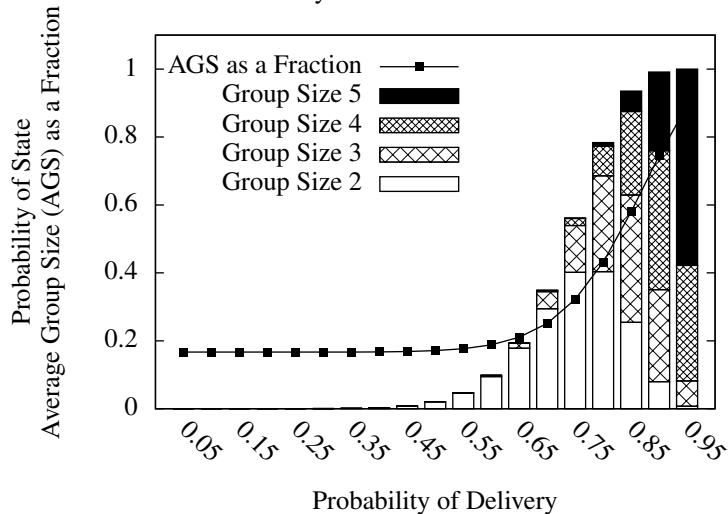 Probability of State
Average Group Size (AGS) as a Fraction
1
0.8
0.6
0.4
0.2
0
AGS as a Fraction
Group Size 5
Group Size 4
Group Size 3
Group Size 2
0.05
0.15
0.25
0.35
0.45
0.55
0.65
0.75
0.85
0.95
Probability of Delivery